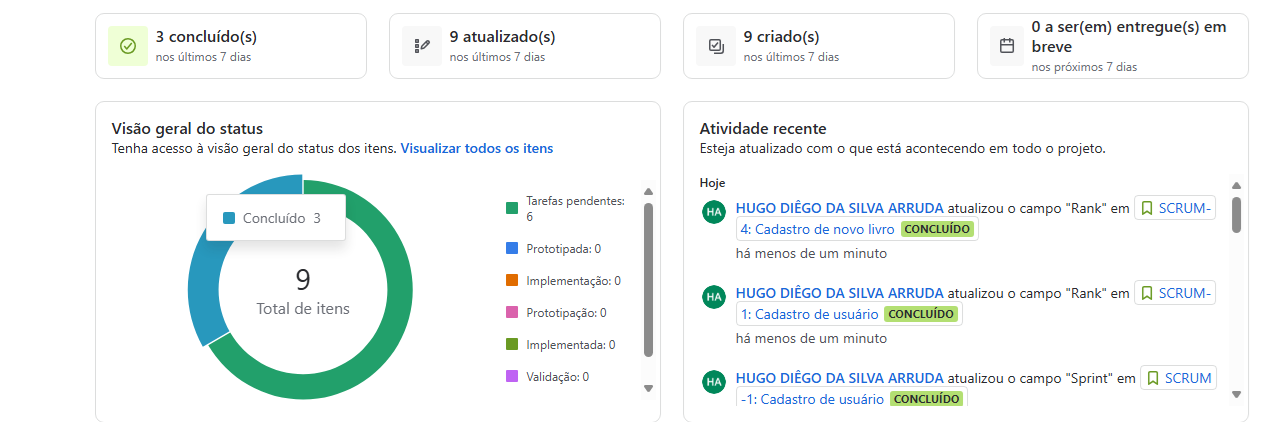 3 concluído(s)
nos últimos 7 dias
9 atualizado(s)
nos últimos 7 dias
9 criado(s)
nos últimos 7 dias
0 a ser(em) entregue(s) em
breve
nos próximos 7 dias
Visão geral do status
Tenha acesso à visão geral do status dos itens. Visualizar todos os itens
Concluído 3
9
Total de itens
Tarefas pendentes:
6
Prototipada: 0
Implementação: 0
Prototipação: 0
Implementada: 0
Validação: 0
Atividade recente
Esteja atualizado com o que está acontecendo em todo o projeto.
Hoje
HA HUGO DIÊGO DA SILVA ARRUDA atualizou o campo "Rank" em SCRUM-
4: Cadastro de novo livro CONCLUÍDO
há menos de um minuto
HA HUGO DIÊGO DA SILVA ARRUDA atualizou o campo "Rank" em SCRUM-
1: Cadastro de usuário CONCLUÍDO
há menos de um minuto
HA HUGO DIÊGO DA SILVA ARRUDA atualizou o campo "Sprint" em SCRUM
-1: Cadastro de usuário CONCLUÍDO